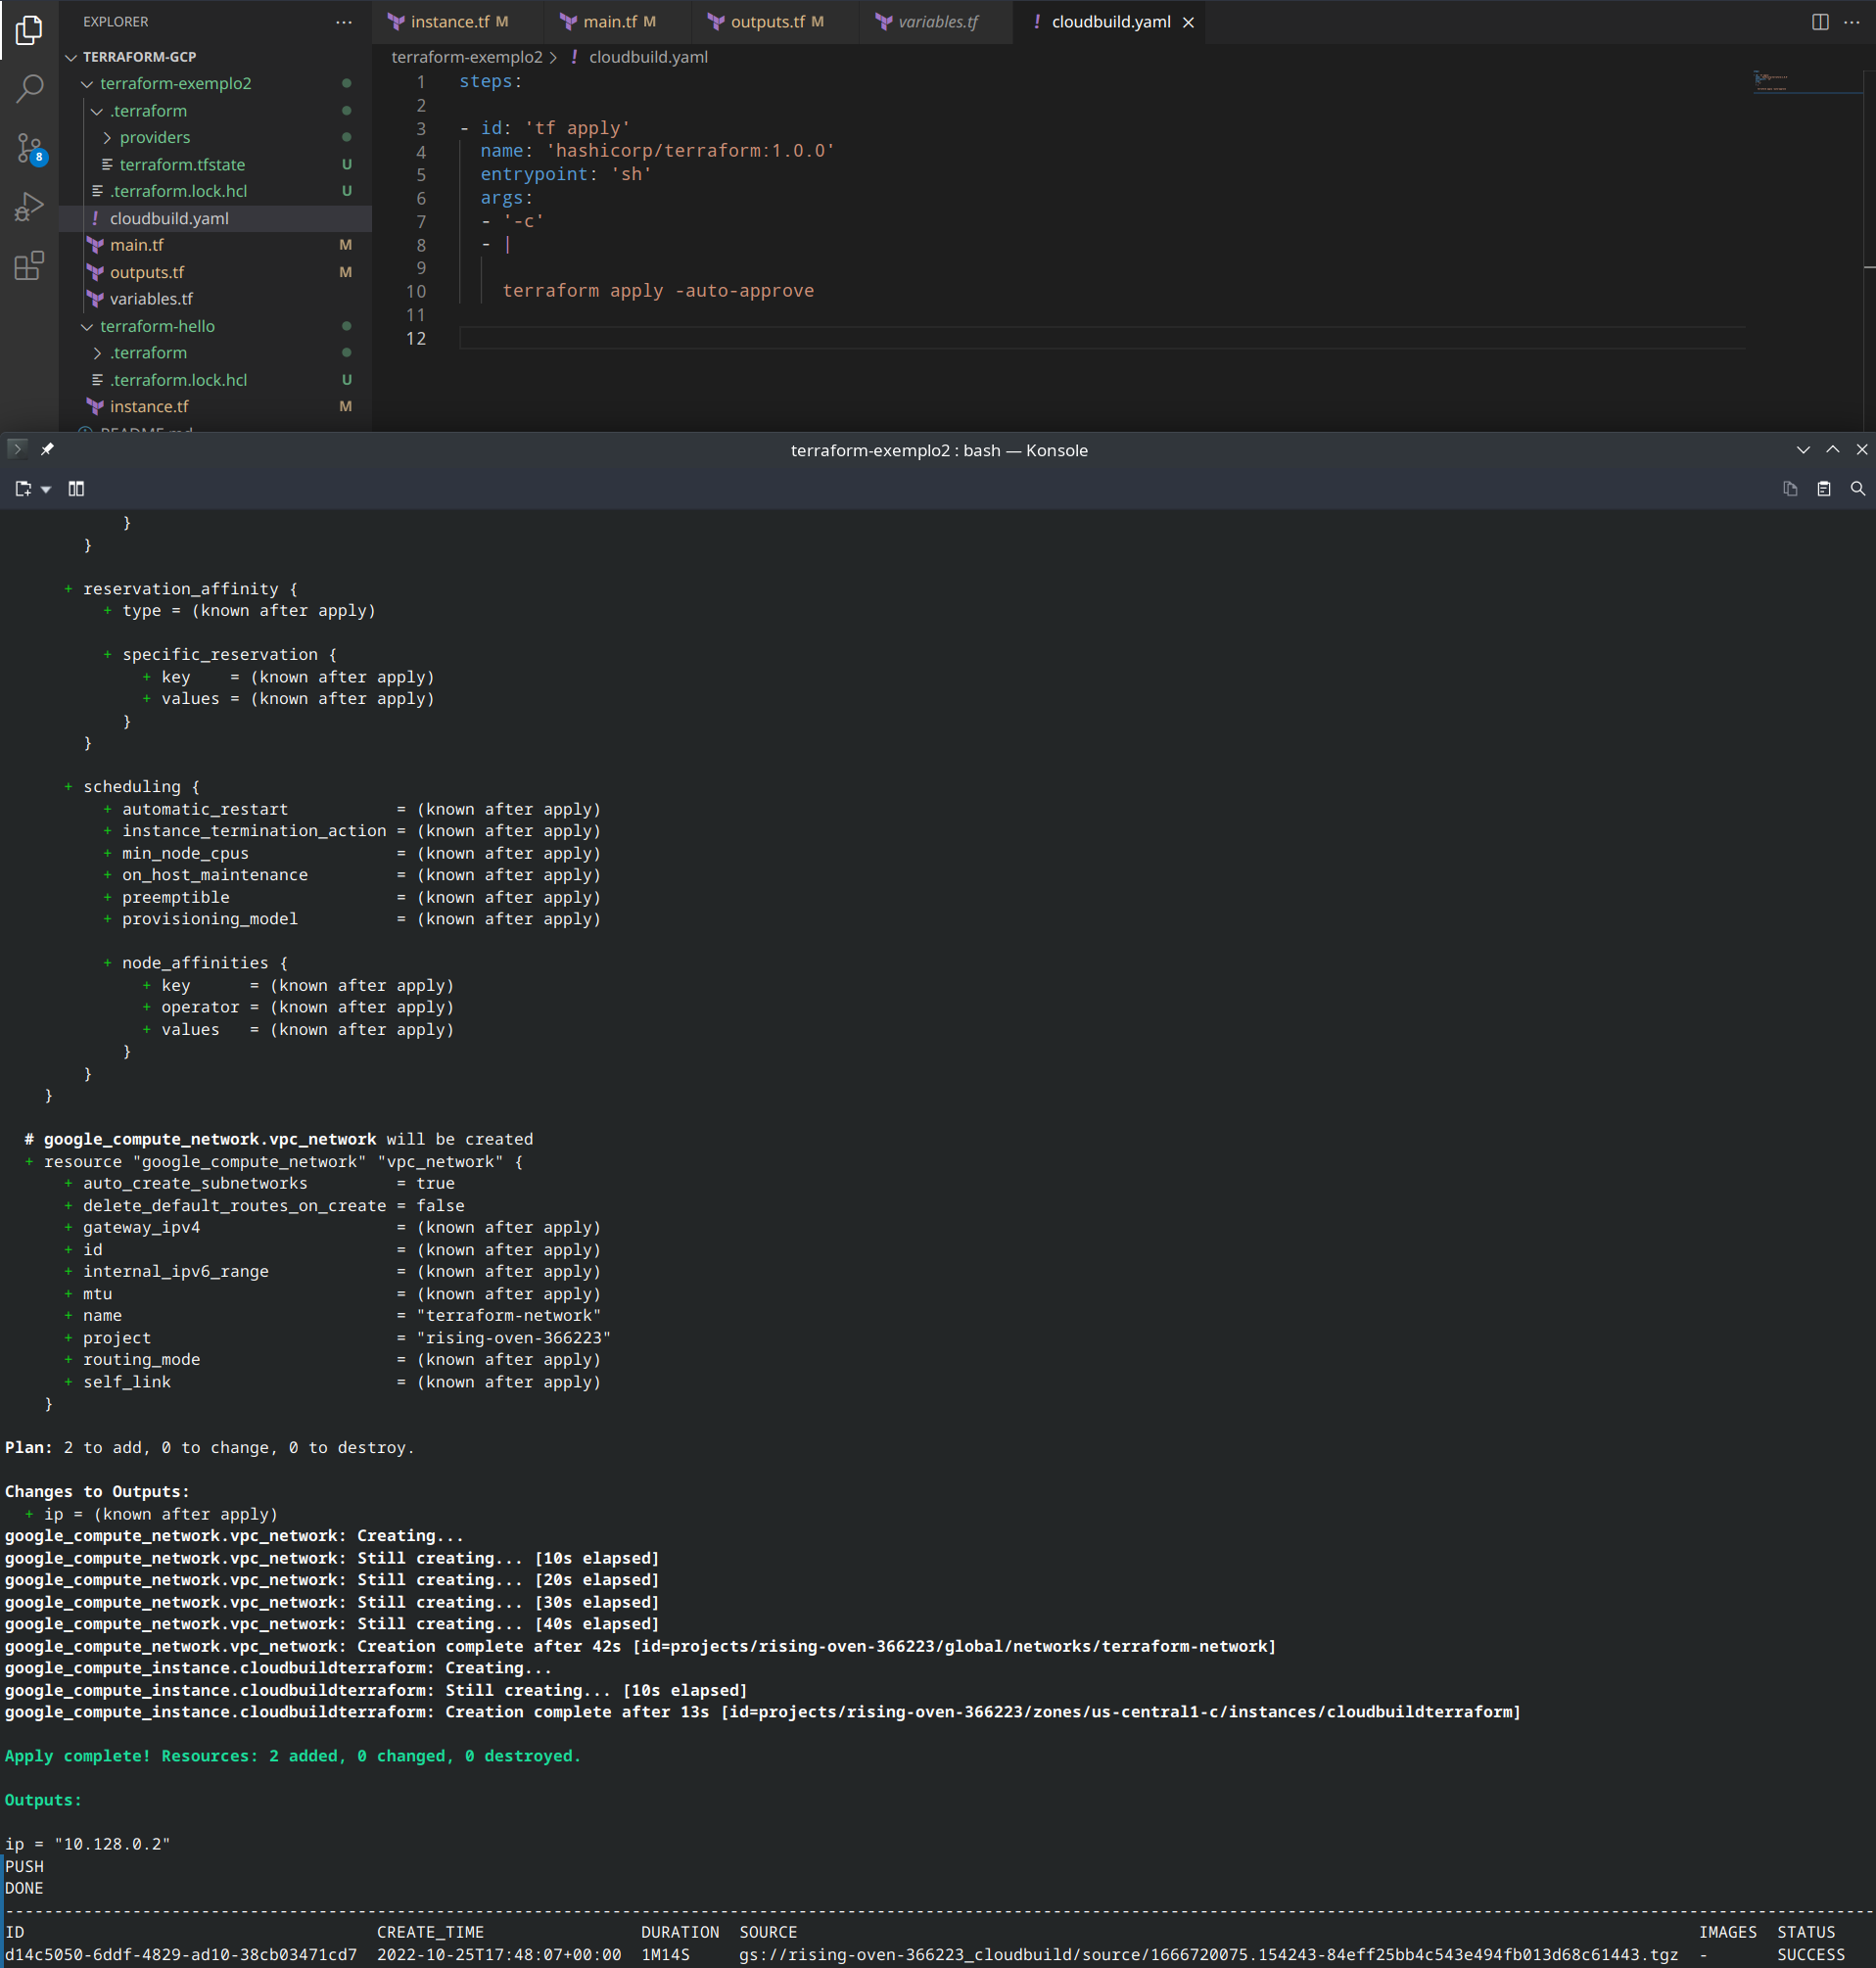 EXPLORER
instance.tf M
main.tf M
outputs.tf M
variables.tf
! cloudbuild.yaml
TERRAFORM-GCP
terraform-exemplo2
.terraform
providers
terraform.tfstate U
.terraform.lock.hcl U
! cloudbuild.yaml
main.tf M
outputs.tf M
variables.tf
terraform-hello
.terraform
.terraform.lock.hcl U
instance.tf M
README.md
8
terraform-exemplo2 > ! cloudbuild.yaml
1 steps:
2
3 - id: 'tf apply'
4 name: 'hashicorp/terraform:1.0.0'
5 entrypoint: 'sh'
6 args:
7 - '-c'
8 - |
9
10 terraform apply -auto-approve
11
12
terraform-exemplo2 : bash — Konsole
}
}
+ reservation_affinity {
+ type = (known after apply)
+ specific_reservation {
+ key = (known after apply)
+ values = (known after apply)
}
}
+ scheduling {
+ automatic_restart = (known after apply)
+ instance_termination_action = (known after apply)
+ min_node_cpus = (known after apply)
+ on_host_maintenance = (known after apply)
+ preemptible = (known after apply)
+ provisioning_model = (known after apply)
+ node_affinities {
+ key = (known after apply)
+ operator = (known after apply)
+ values = (known after apply)
}
}
}
# google_compute_network.vpc_network will be created
+ resource "google_compute_network" "vpc_network" {
+ auto_create_subnetworks = true
+ delete_default_routes_on_create = false
+ gateway_ipv4 = (known after apply)
+ id = (known after apply)
+ internal_ipv6_range = (known after apply)
+ mtu = (known after apply)
+ name = "terraform-network"
+ project = "rising-oven-366223"
+ routing_mode = (known after apply)
+ self_link = (known after apply)
}
Plan: 2 to add, 0 to change, 0 to destroy.
Changes to Outputs:
+ ip = (known after apply)
google_compute_network.vpc_network: Creating...
google_compute_network.vpc_network: Still creating... [10s elapsed]
google_compute_network.vpc_network: Still creating... [20s elapsed]
google_compute_network.vpc_network: Still creating... [30s elapsed]
google_compute_network.vpc_network: Still creating... [40s elapsed]
google_compute_network.vpc_network: Creation complete after 42s [id=projects/rising-oven-366223/global/networks/terraform-network]
google_compute_instance.cloudbuildterraform: Creating...
google_compute_instance.cloudbuildterraform: Still creating... [10s elapsed]
google_compute_instance.cloudbuildterraform: Creation complete after 13s [id=projects/rising-oven-366223/zones/us-central1-c/instances/cloudbuildterraform]
Apply complete! Resources: 2 added, 0 changed, 0 destroyed.
Outputs:
ip = "10.128.0.2"
PUSH
DONE
ID CREATE_TIME DURATION SOURCE IMAGES STATUS
d14c5050-6ddf-4829-ad10-38cb03471cd7 2022-10-25T17:48:07+00:00 1M14S gs://rising-oven-366223_cloudbuild/source/1666720075.154243-84eff25bb4c543e494fb013d68c61443.tgz - SUCCESS